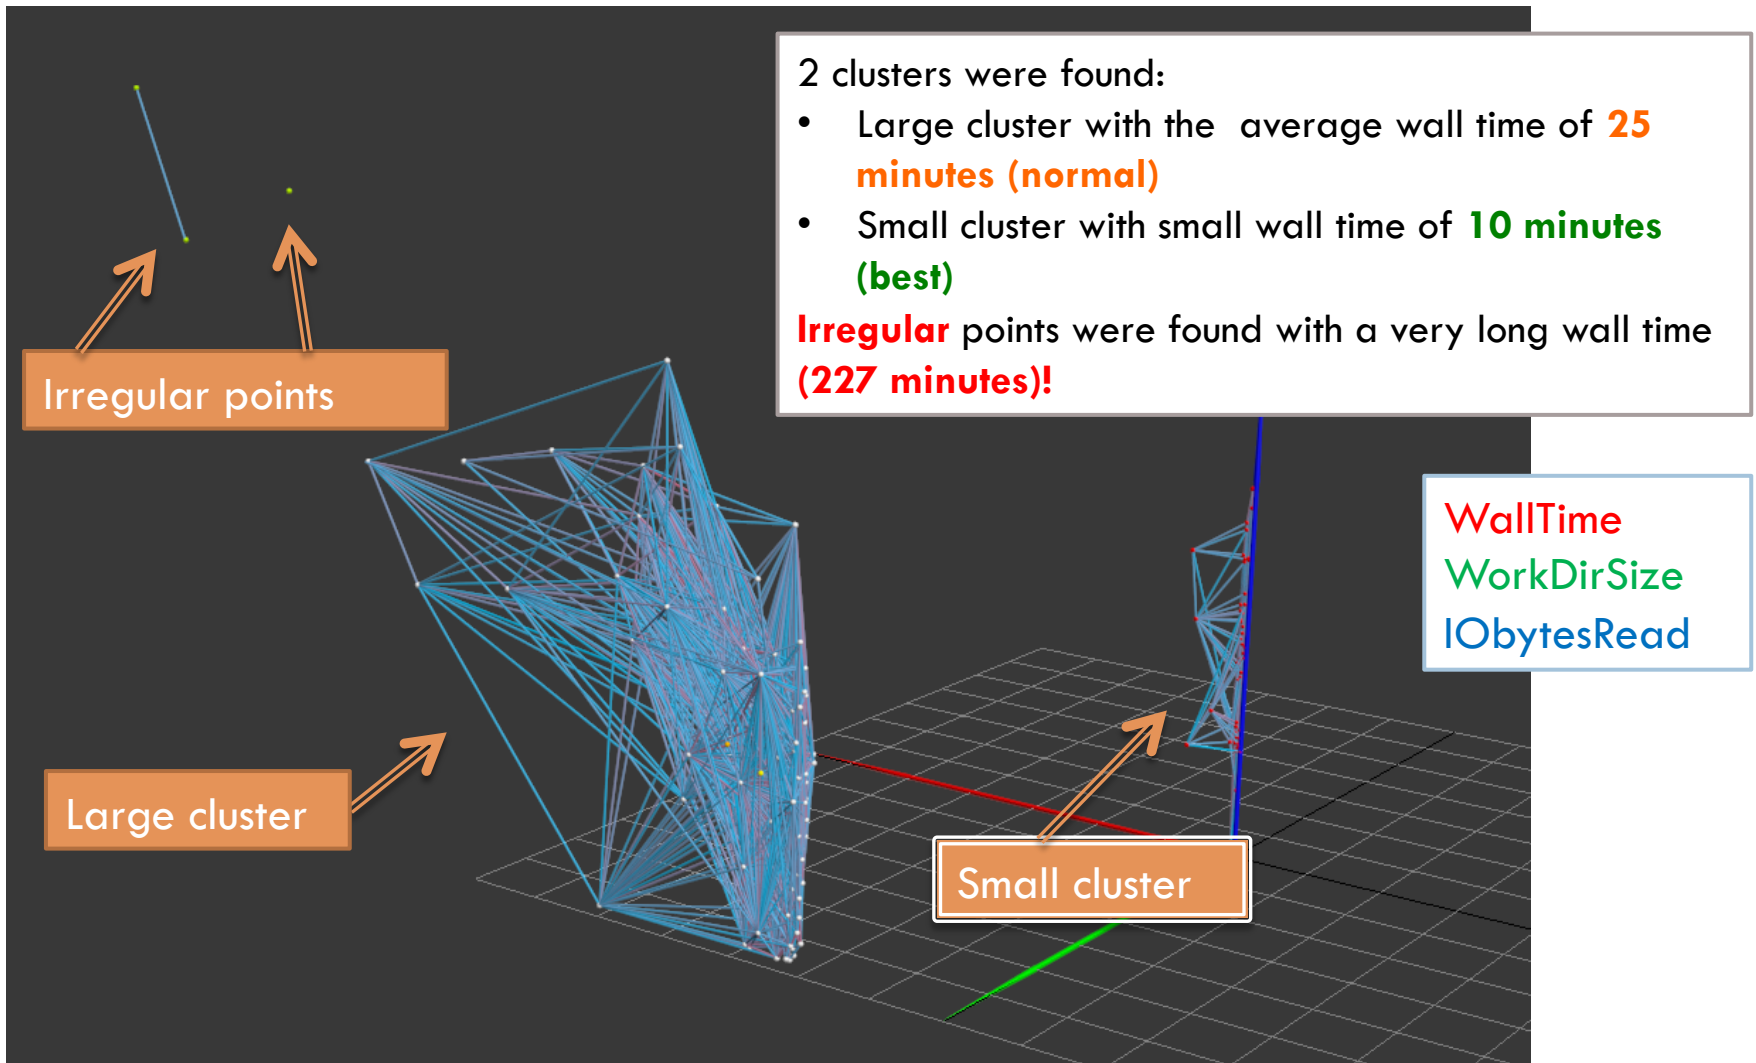 2 clusters were found:
• Large cluster with the average wall time of 25
minutes (normal)
• Small cluster with small wall time of 10 minutes
(best)
Irregular points were found with a very long wall time
(227 minutes)!
Irregular points
WallTime
WorkDirSize
IObytesRead
Large cluster
Small cluster